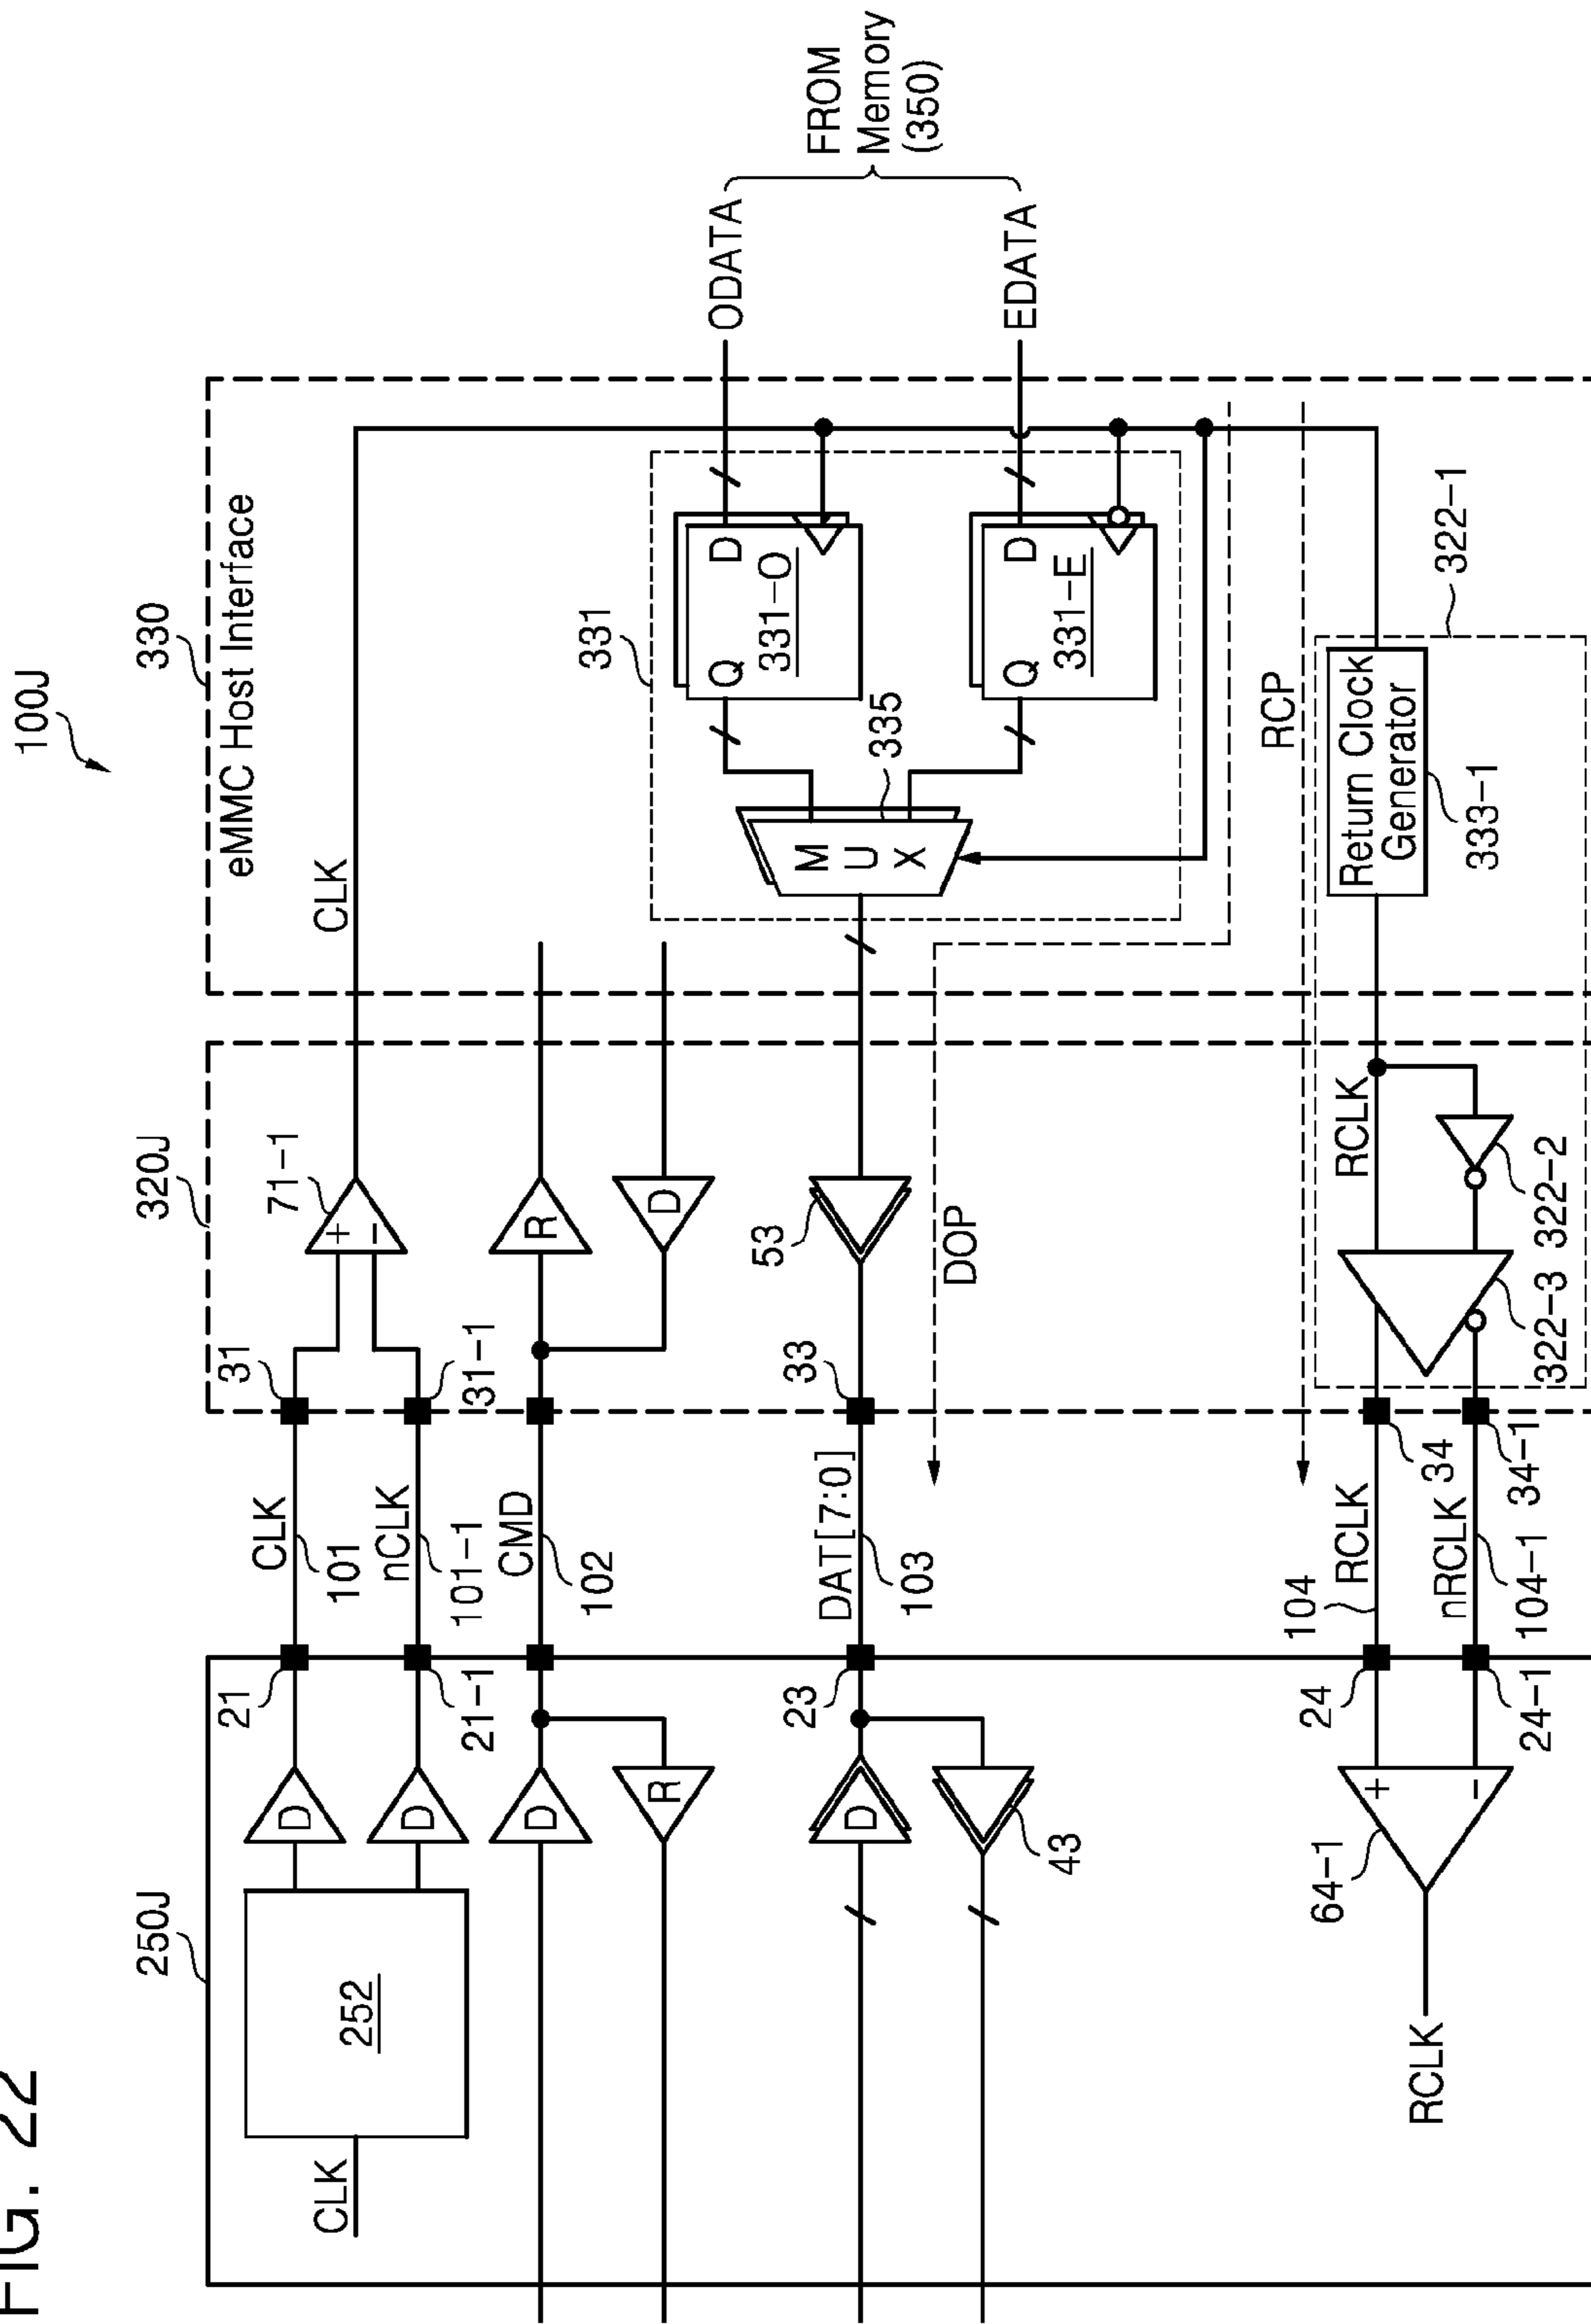 FIG. 22
100J
250J
320J
330
eMMC Host Interface
CLK
252
D
D
21
21-1
CLK
101
nCLK
101-1
31
31-1
+
−
71-1
CLK
D
R
CMD
102
R
D
D
43
23
DAT[7:0]
103
33
53
DOP
331
M
U
X
335
Q
D
331-O
Q
D
331-E
ODATA
EDATA
FROM
Memory
(350)
RCP
RCLK
64-1
+
−
24
24-1
104
RCLK
nRCLK
104-1
34
34-1
RCLK
322-3
322-2
Return Clock
Generator
333-1
322-1